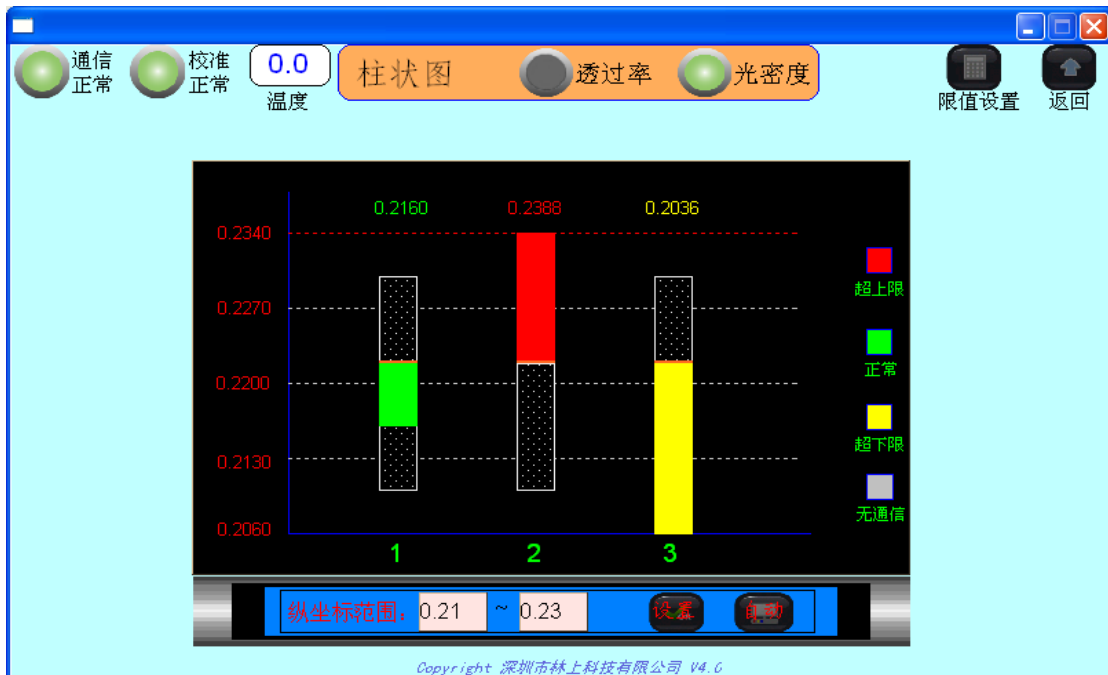 通信
正常
校准
正常
0.0
温度
柱状图
透过率
光密度
限值设置
返回
0.2160
0.2388
0.2036
0.2340
0.2270
0.2200
0.2130
0.2060
1
2
3
超上限
正常
超下限
无通信
纵坐标范围：
0.21
~
0.23
设置
自动
Copyright 深圳市林上科技有限公司 V4.0